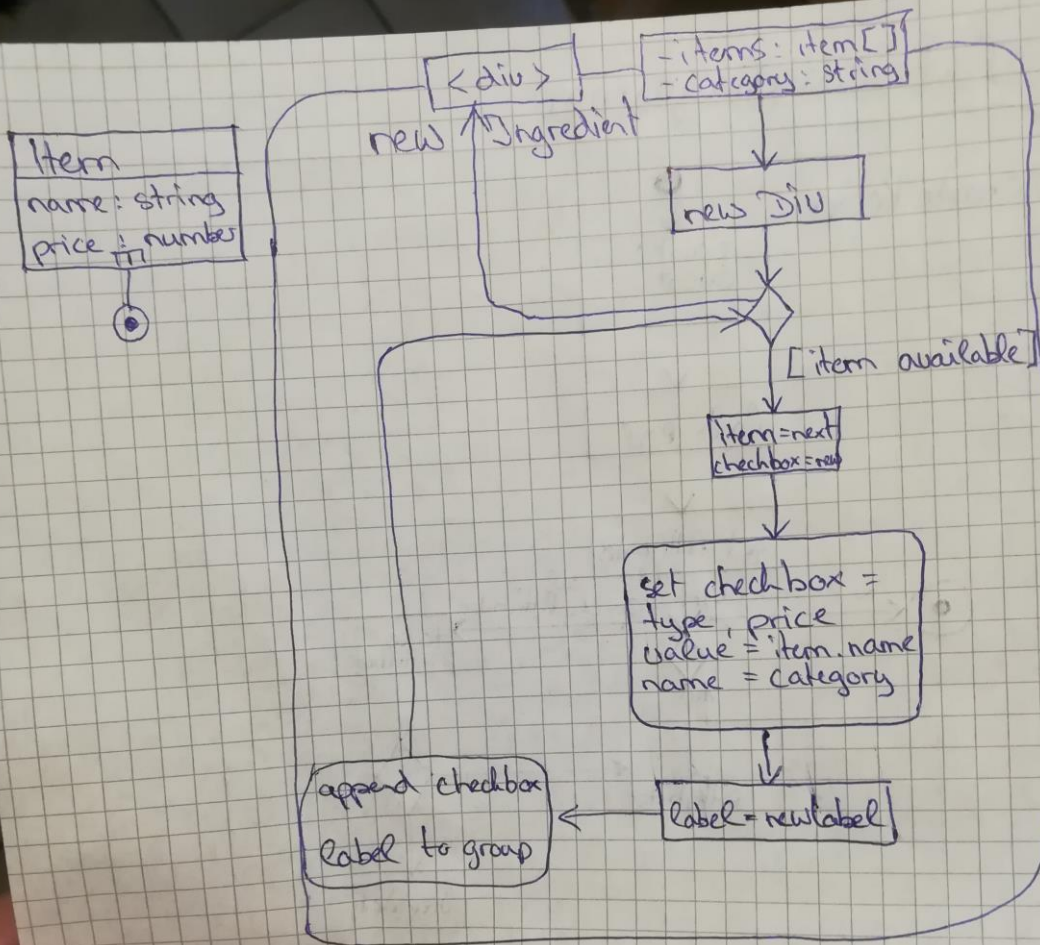 <div>
- items: item[]
- category: string
new Ingredient
Item
name: string
price: number
new Div
[item available]
item=next
checkbox=new
set checkbox =
type, price
value = item.name
name = category
label=newlabel
append checkbox
label to group